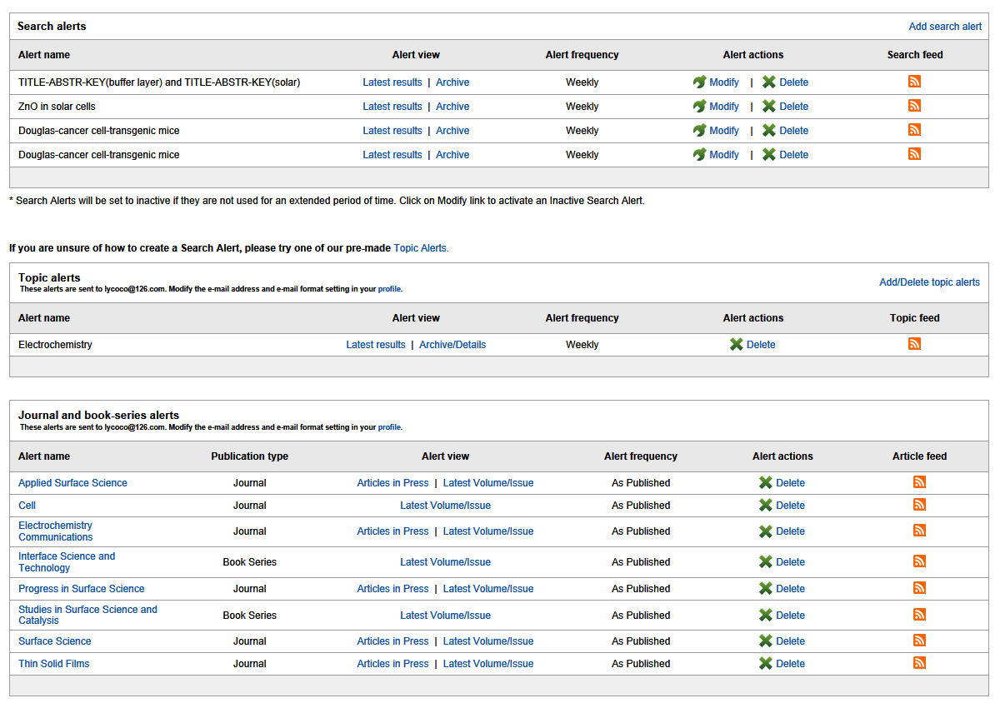 Search alerts Add search alert
Alert name Alert view Alert frequency Alert actions Search feed
TITLE-ABSTR-KEY(buffer layer) and TITLE-ABSTR-KEY(solar) Latest results | Archive Weekly Modify | Delete
ZnO in solar cells Latest results | Archive Weekly Modify | Delete
Douglas-cancer cell-transgenic mice Latest results | Archive Weekly Modify | Delete
Douglas-cancer cell-transgenic mice Latest results | Archive Weekly Modify | Delete
* Search Alerts will be set to inactive if they are not used for an extended period of time. Click on Modify link to activate an Inactive Search Alert.
If you are unsure of how to create a Search Alert, please try one of our pre-made Topic Alerts.
Topic alerts
These alerts are sent to lycoco@126.com. Modify the e-mail address and e-mail format setting in your profile.
Add/Delete topic alerts
Alert name Alert view Alert frequency Alert actions Topic feed
Electrochemistry Latest results | Archive/Details Weekly Delete
Journal and book-series alerts
These alerts are sent to lycoco@126.com. Modify the e-mail address and e-mail format setting in your profile.
Alert name Publication type Alert view Alert frequency Alert actions Article feed
Applied Surface Science Journal Articles in Press | Latest Volume/Issue As Published Delete
Cell Journal Latest Volume/Issue As Published Delete
Electrochemistry
Communications Journal Articles in Press | Latest Volume/Issue As Published Delete
Interface Science and
Technology Book Series Latest Volume/Issue As Published Delete
Progress in Surface Science Journal Articles in Press | Latest Volume/Issue As Published Delete
Studies in Surface Science and
Catalysis Book Series Latest Volume/Issue As Published Delete
Surface Science Journal Articles in Press | Latest Volume/Issue As Published Delete
Thin Solid Films Journal Articles in Press | Latest Volume/Issue As Published Delete